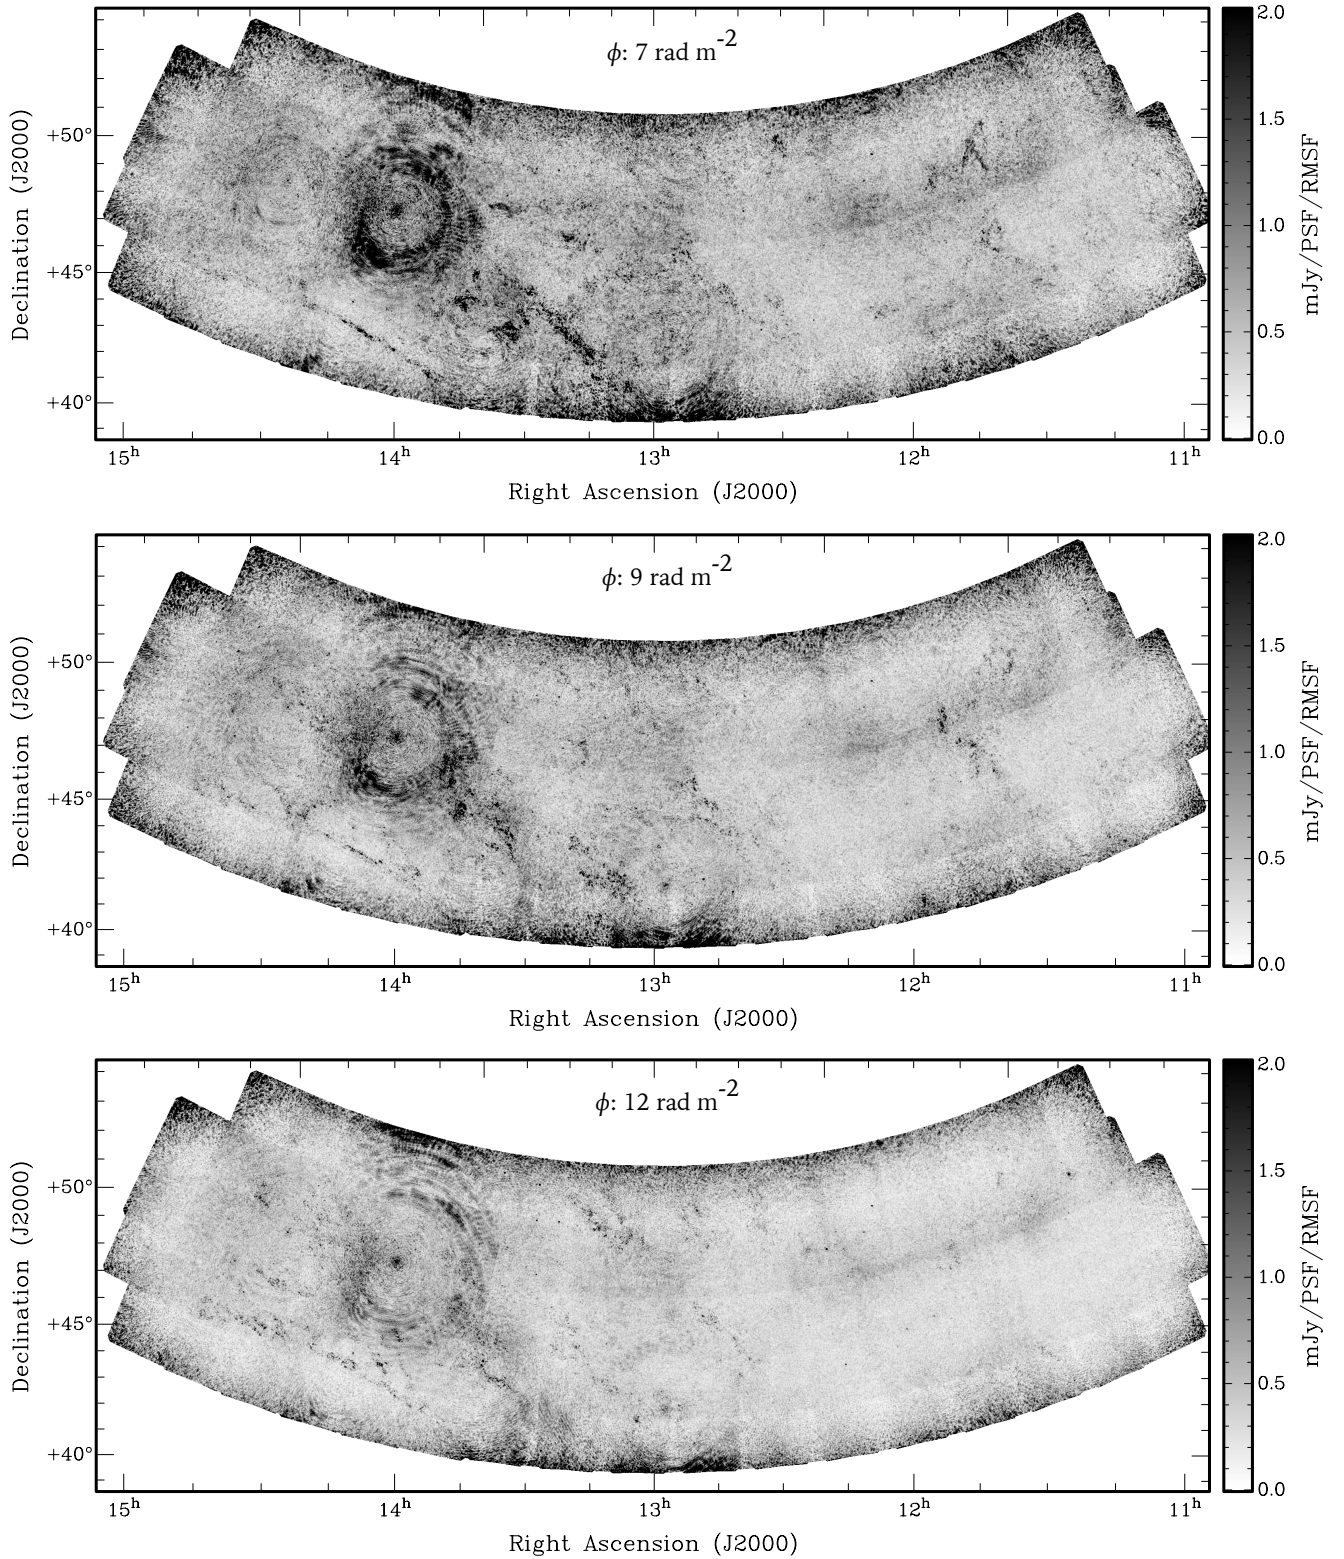 ϕ: 7 rad m-2
2.0
1.5
1.0
0.5
0.0
mJy/PSF/RMSF
+50°
+45°
+40°
Declination (J2000)
15h 14h 13h 12h 11h
Right Ascension (J2000)
ϕ: 9 rad m-2
2.0
1.5
1.0
0.5
0.0
mJy/PSF/RMSF
+50°
+45°
+40°
Declination (J2000)
15h 14h 13h 12h 11h
Right Ascension (J2000)
ϕ: 12 rad m-2
2.0
1.5
1.0
0.5
0.0
mJy/PSF/RMSF
+50°
+45°
+40°
Declination (J2000)
15h 14h 13h 12h 11h
Right Ascension (J2000)